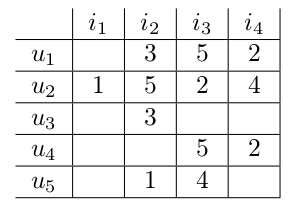 i₁ i₂ i₃ i₄
u₁ 3 5 2
u₂ 1 5 2 4
u₃ 3
u₄ 5 2
u₅ 1 4